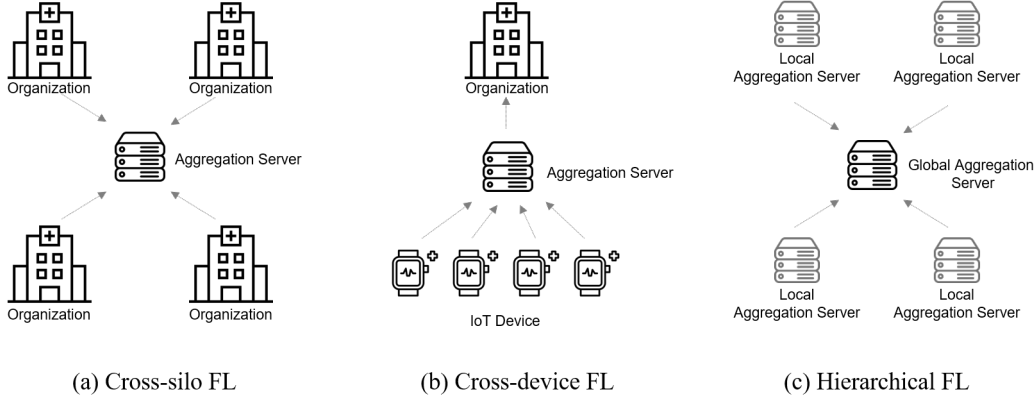 Organization
Organization
Aggregation Server
Organization
Organization
(a) Cross-silo FL
Organization
Aggregation Server
IoT Device
(b) Cross-device FL
Local
Aggregation Server
Local
Aggregation Server
Global Aggregation
Server
Local
Aggregation Server
Local
Aggregation Server
(c) Hierarchical FL